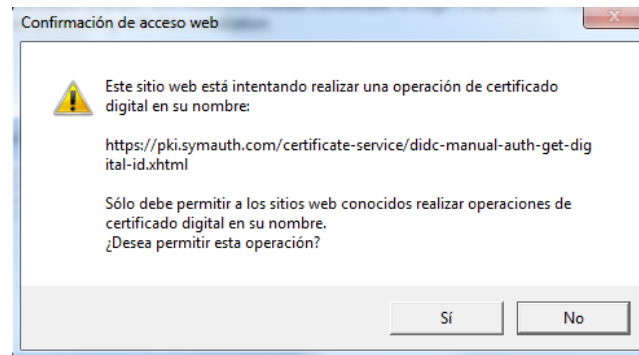 Confirmación de acceso web
Este sitio web está intentando realizar una operación de certificado
digital en su nombre:
https://pki.symauth.com/certificate-service/didc-manual-auth-get-dig
ital-id.xhtml
Sólo debe permitir a los sitios web conocidos realizar operaciones de
certificado digital en su nombre.
¿Desea permitir esta operación?
Sí
No